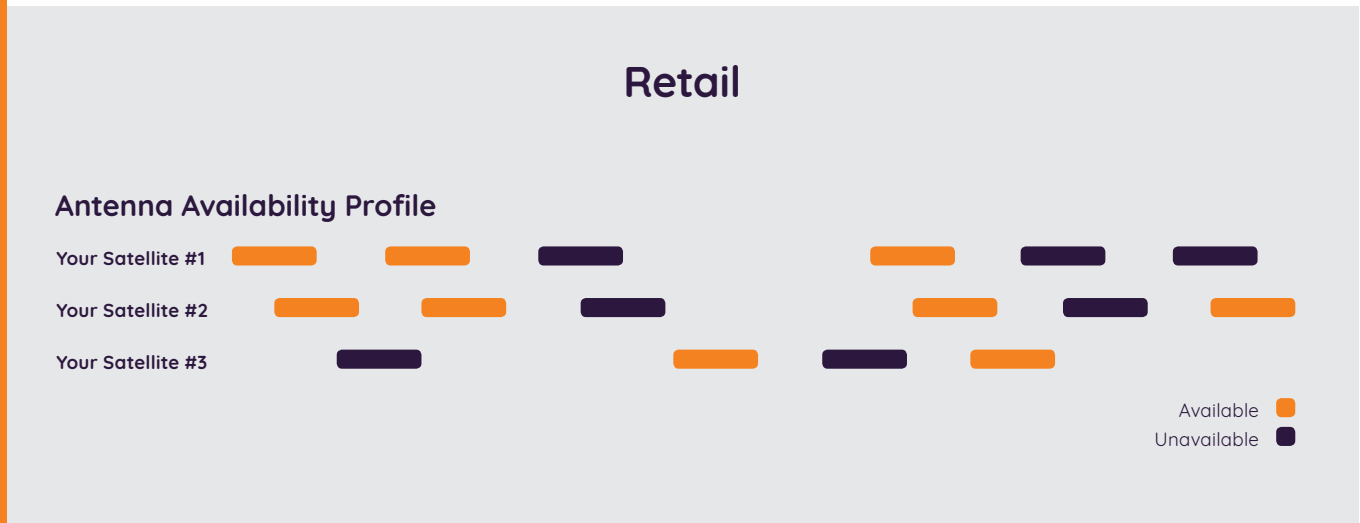 Retail
Antenna Availability Profile
Your Satellite #1
Your Satellite #2
Your Satellite #3
Available
Unavailable